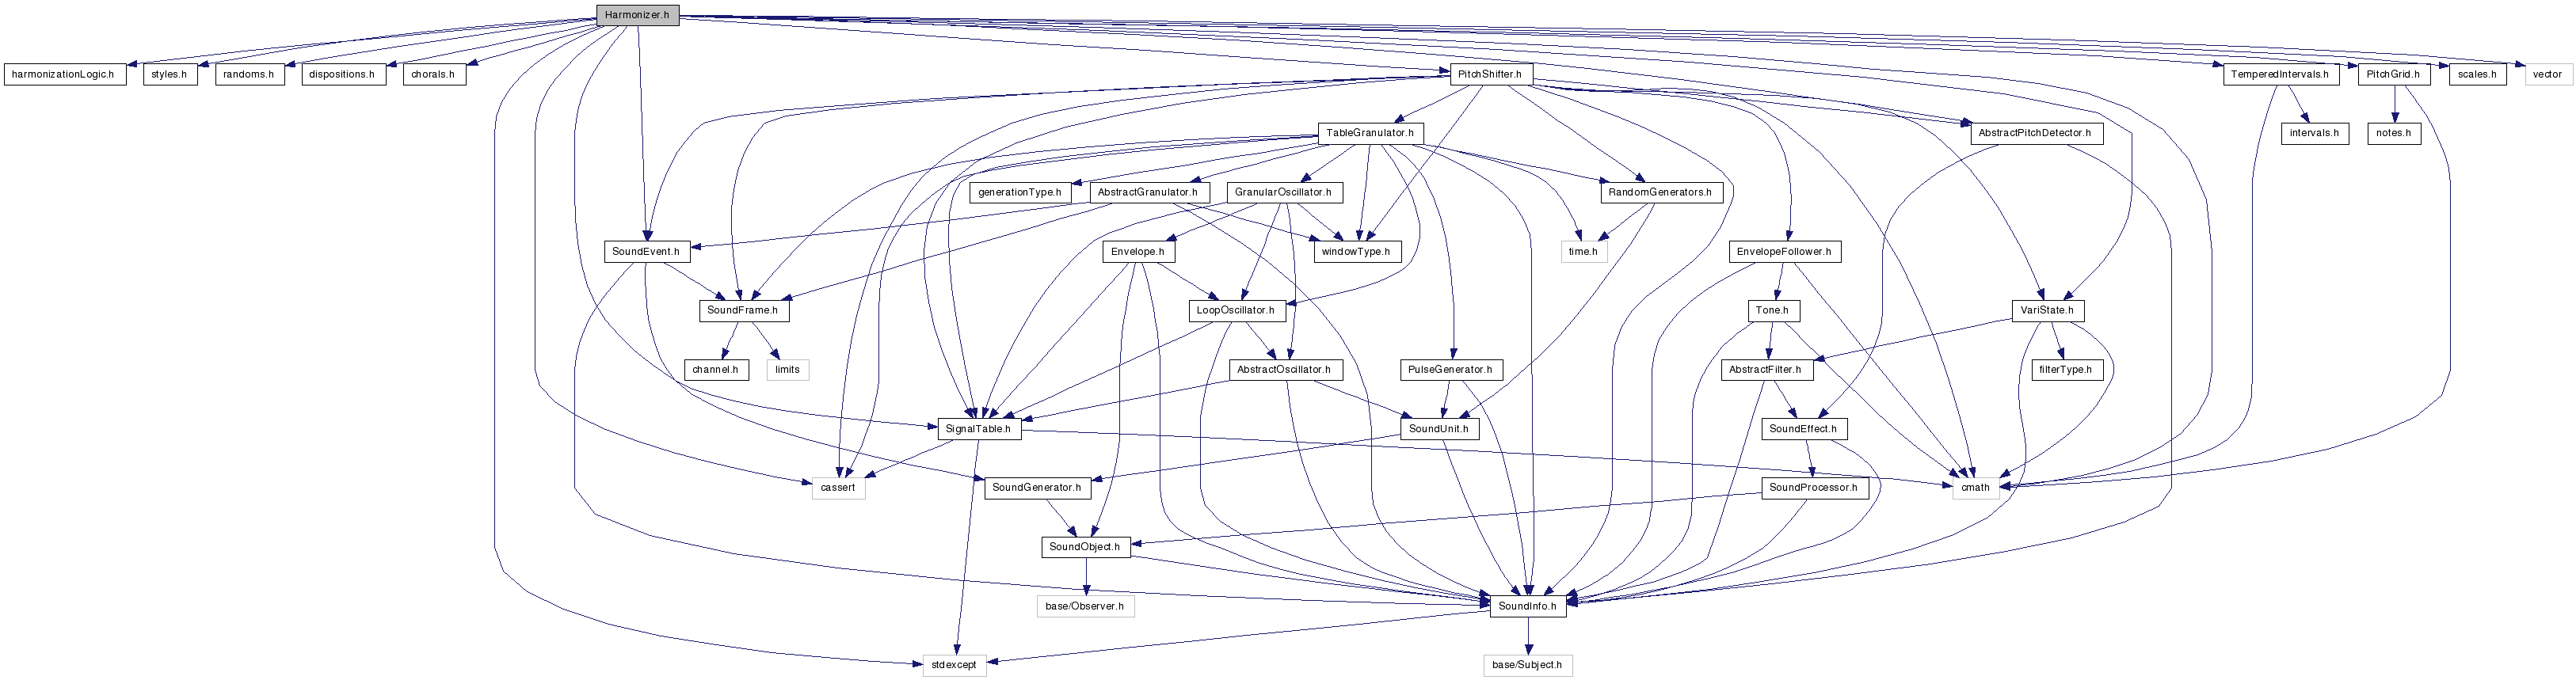 Harmonizer.h
harmonizationLogic.h
styles.h
randoms.h
dispositions.h
chorals.h
PitchShifter.h
TemperedIntervals.h
PitchGrid.h
scales.h
vector
TableGranulator.h
AbstractPitchDetector.h
intervals.h
notes.h
generationType.h
AbstractGranulator.h
GranularOscillator.h
RandomGenerators.h
SoundEvent.h
Envelope.h
windowType.h
time.h
EnvelopeFollower.h
SoundFrame.h
LoopOscillator.h
Tone.h
VariState.h
channel.h
limits
AbstractOscillator.h
PulseGenerator.h
AbstractFilter.h
filterType.h
SignalTable.h
SoundUnit.h
SoundEffect.h
cassert
SoundGenerator.h
SoundProcessor.h
cmath
SoundObject.h
base/Observer.h
SoundInfo.h
stdexcept
base/Subject.h